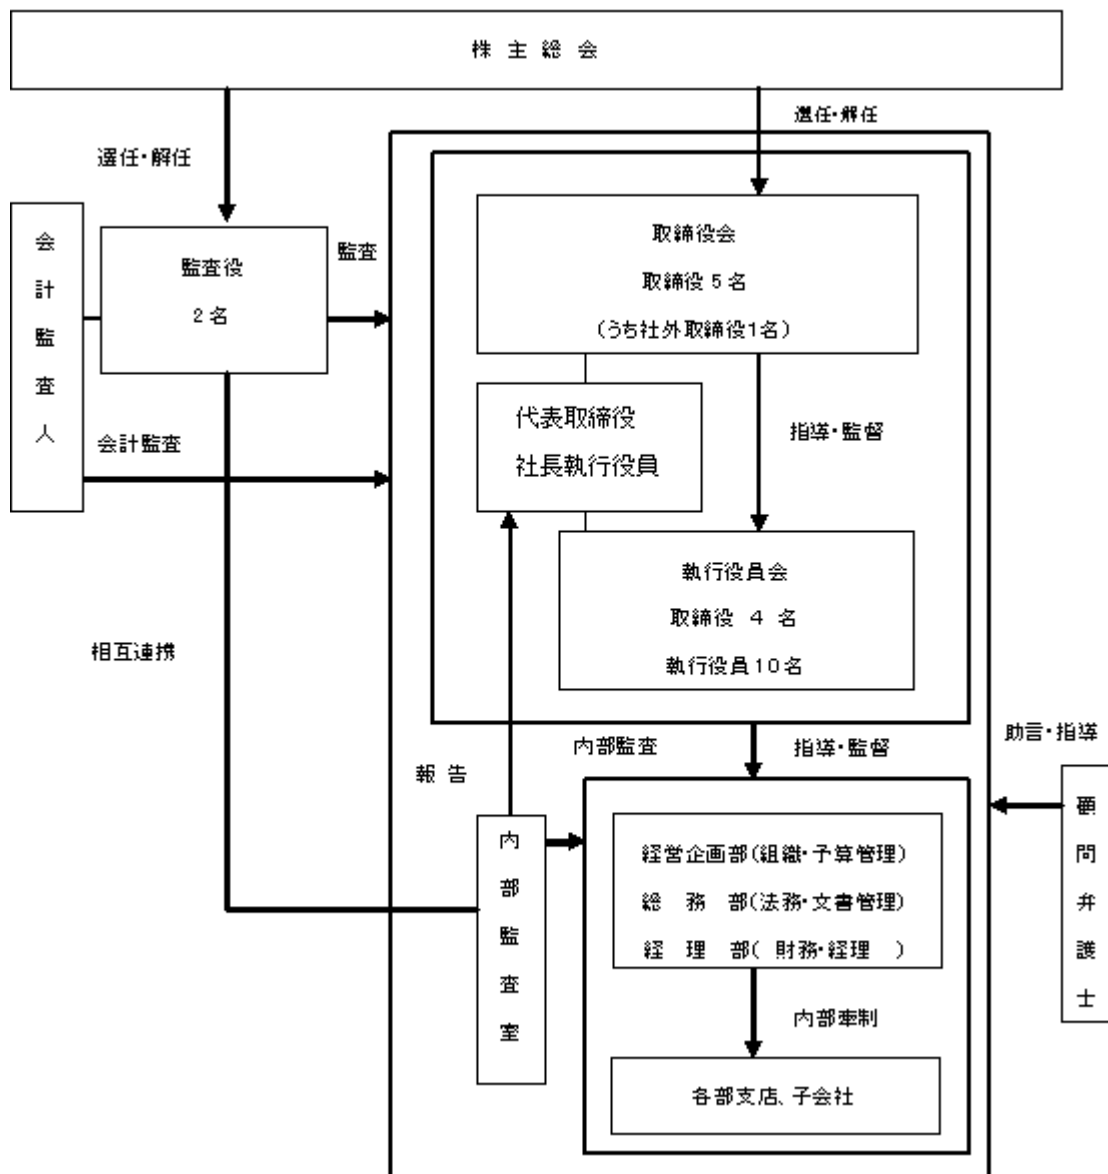 株 主 総 会
選任・解任
選任・解任
会計監査人
監査役
2名
監査
取締役会
取締役5名
(うち社外取締役1名)
代表取締役
社長執行役員
指導・監督
会計監査
執行役員会
取締役 4 名
執行役員10名
相互連携
内部監査
指導・監督
助言・指導
報 告
顧問弁護士
内部監査室
経営企画部(組織・予算管理)
総 務 部(法務・文書管理)
経 理 部( 財務・経理 )
内部牽制
各部支店、子会社